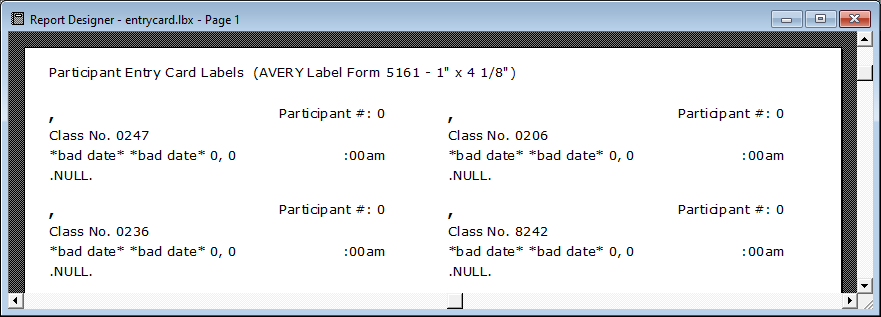 Report Designer - entrycard.lbx - Page 1
Participant Entry Card Labels  (AVERY Label Form 5161 - 1" x 4 1/8")
, Participant #: 0 , Participant #: 0
Class No. 0247 Class No. 0206
*bad date* *bad date* 0, 0 :00am *bad date* *bad date* 0, 0 :00am
.NULL. .NULL.
, Participant #: 0 , Participant #: 0
Class No. 0236 Class No. 8242
*bad date* *bad date* 0, 0 :00am *bad date* *bad date* 0, 0 :00am
.NULL. .NULL.